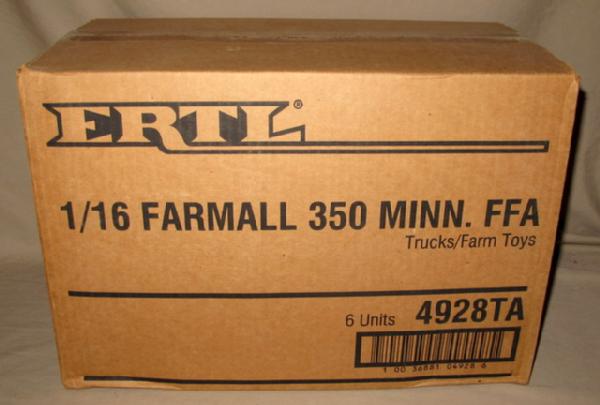 ERTL®
1/16 FARMALL 350 MINN. FFA
Trucks/Farm Toys
6 Units 4928TA
1 00 36881 04928 6